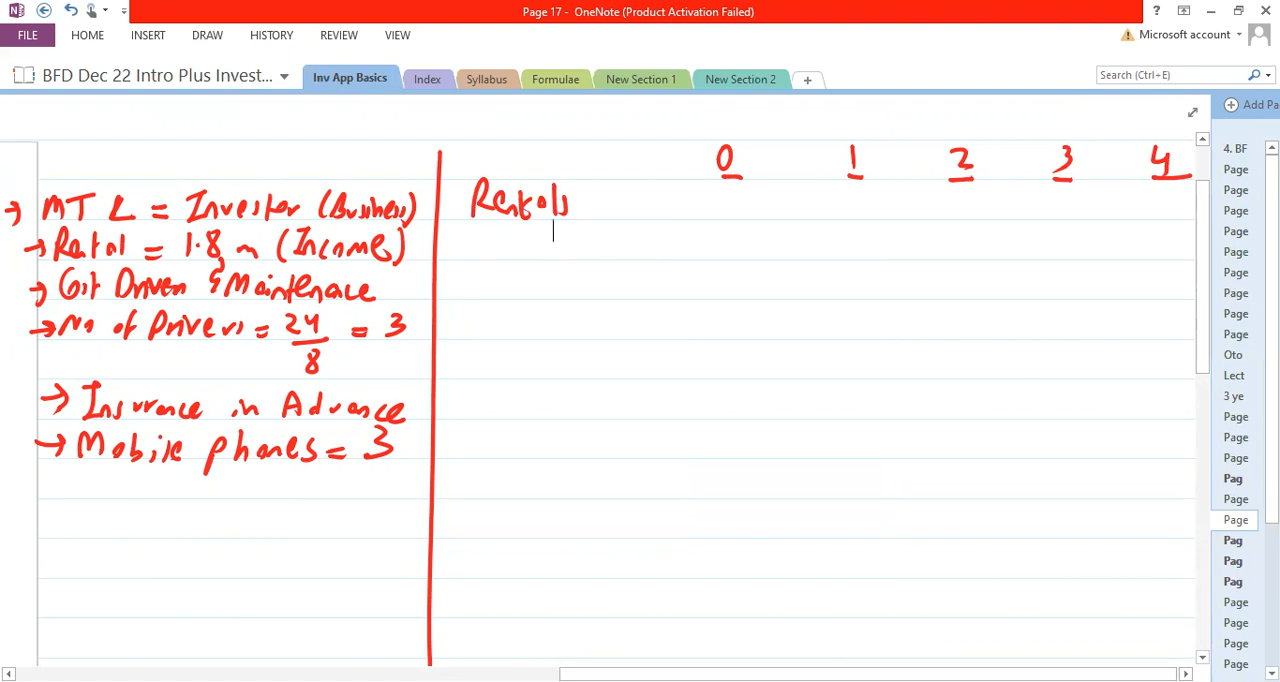 Page 17 - OneNote (Product Activation Failed)
FILE HOME INSERT DRAW HISTORY REVIEW VIEW Microsoft account
BFD Dec 22 Intro Plus Invest... Inv App Basics Index Syllabus Formulae New Section 1 New Section 2 Search (Ctrl+E)
Add Pa
0 1 2 3 4
MTL = Investor (Business)
Rental = 1.8 m (Income)
Driven & Maintenace
No of Drivers = 24/8 = 3
Insurance in Advance
Mobile phones = 3
Rentals
4. BF
Page
Page
Page
Page
Page
Page
Page
Page
Page
Oto
Lect
3 ye
Page
Page
Page
Pag
Page
Page
Pag
Pag
Pag
Page
Page
Page
Page